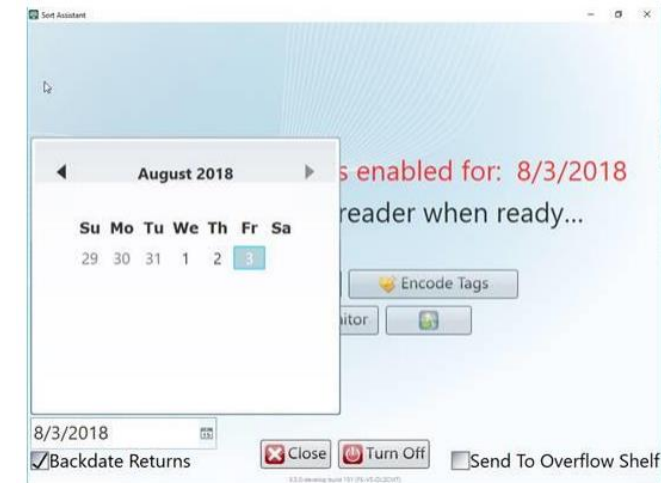 Sort Assistant
August 2018
s enabled for: 8/3/2018
reader when ready...
Su Mo Tu We Th Fr Sa
29 30 31 1 2 3
Encode Tags
itor
8/3/2018
15
Backdate Returns
Close
Turn Off
Send To Overflow Shelf